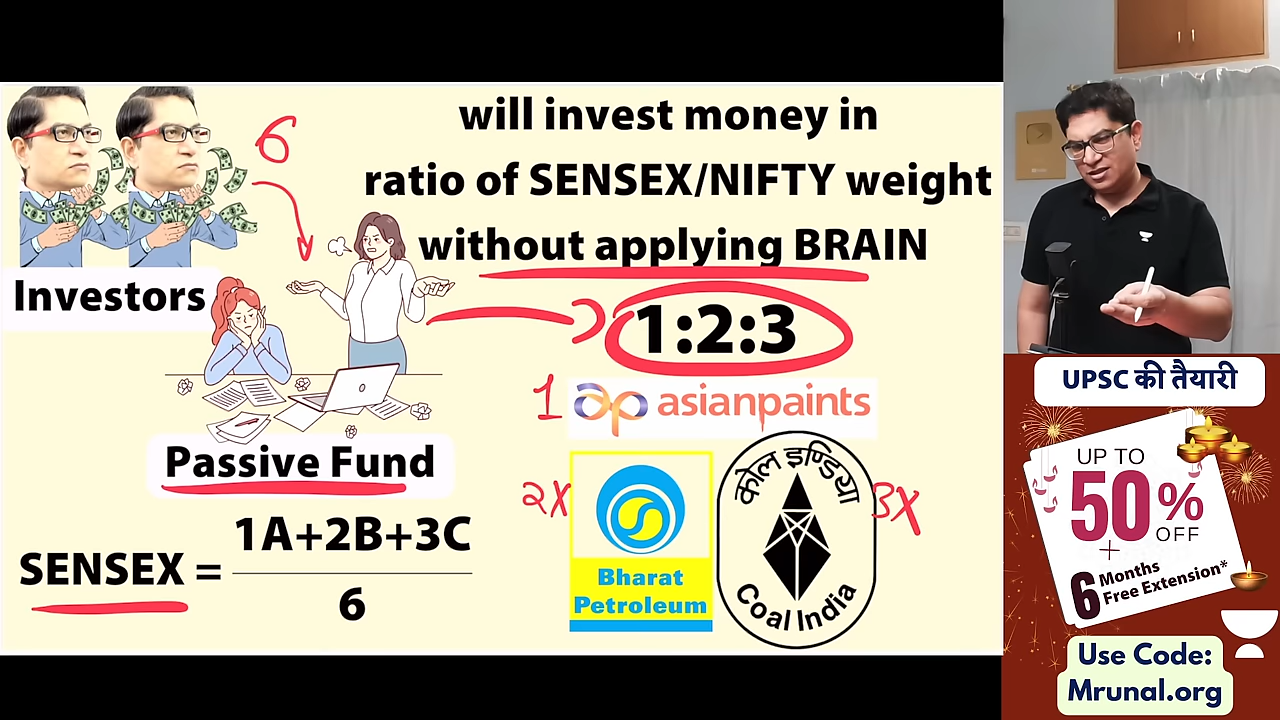 will invest money in
ratio of SENSEX/NIFTY weight
without applying BRAIN
6
Investors
1:2:3
1
asianpaints
Passive Fund
2X
Bharat
Petroleum
कोल इण्डिया
Coal India
3X
SENSEX =
1A+2B+3C
6
UPSC की तैयारी
UP TO
50%
OFF
+
6 Months
Free Extension*
Use Code:
Mrunal.org